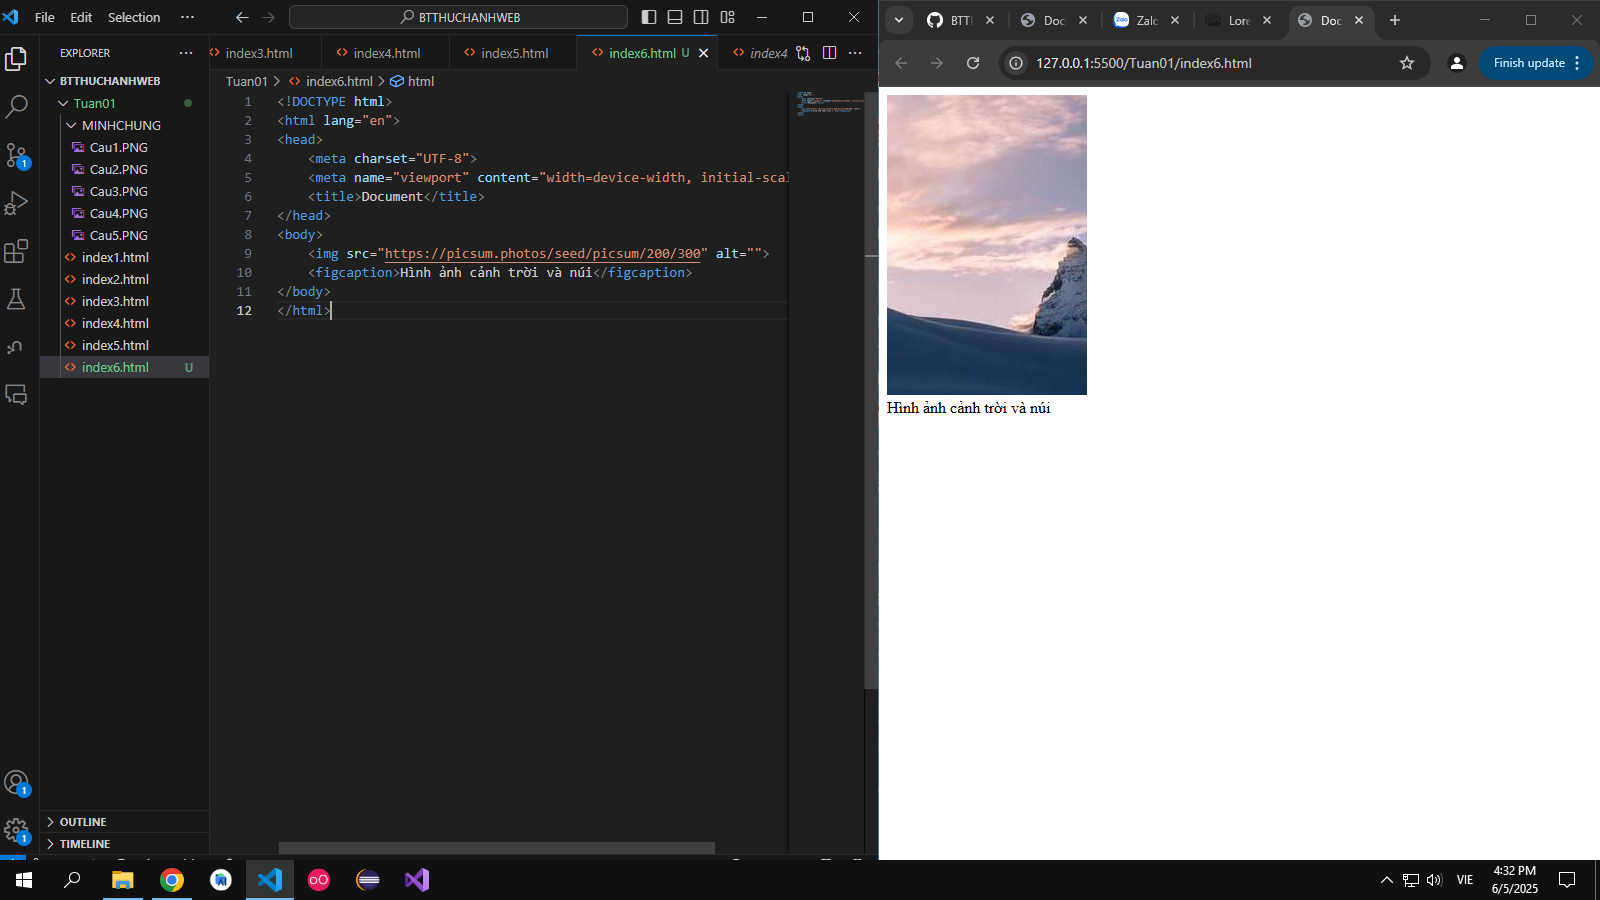 File Edit Selection ···
BTTHUCHANHWEB
EXPLORER ···
BTTHUCHANHWEB
Tuan01
MINHCHUNG
Cau1.PNG
Cau2.PNG
Cau3.PNG
Cau4.PNG
Cau5.PNG
index1.html
index2.html
index3.html
index4.html
index5.html
index6.html U
OUTLINE
TIMELINE
1
1
1
index3.html index4.html index5.html index6.html U index4
Tuan01 > index6.html > html
1 <!DOCTYPE html>
2 <html lang="en">
3 <head>
4 <meta charset="UTF-8">
5 <meta name="viewport" content="width=device-width, initial-scal
6 <title>Document</title>
7 </head>
8 <body>
9 <img src="https://picsum.photos/seed/picsum/200/300" alt="">
10 <figcaption>Hình ảnh cảnh trời và núi</figcaption>
11 </body>
12 </html>
BTTH Doc Zalo Lore Doc
127.0.0.1:5500/Tuan01/index6.html
Finish update
Hình ảnh cảnh trời và núi
VIE
4:32 PM
6/5/2025